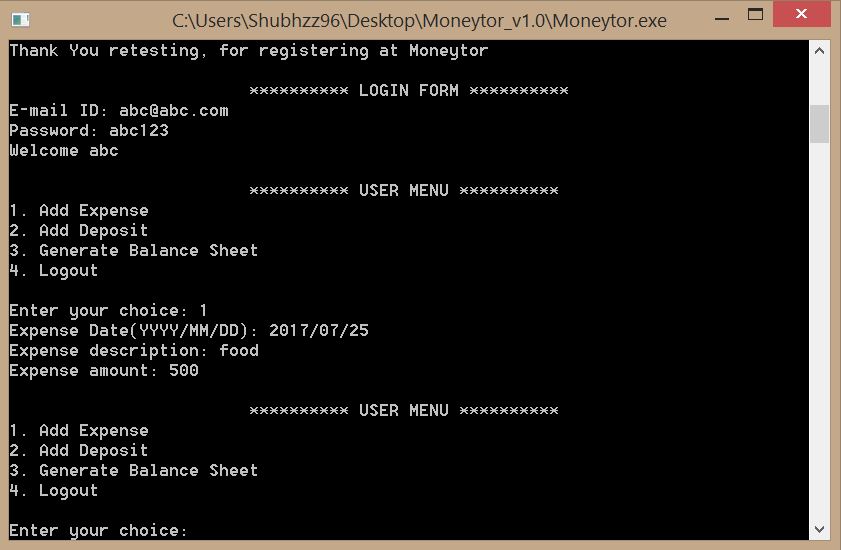 C:\Users\Shubhzz96\Desktop\Moneytor_v1.0\Moneytor.exe
Thank You retesting, for registering at Moneytor
********** LOGIN FORM **********
E-mail ID: abc@abc.com
Password: abc123
Welcome abc
********** USER MENU **********
1. Add Expense
2. Add Deposit
3. Generate Balance Sheet
4. Logout
Enter your choice: 1
Expense Date(YYYY/MM/DD): 2017/07/25
Expense description: food
Expense amount: 500
********** USER MENU **********
1. Add Expense
2. Add Deposit
3. Generate Balance Sheet
4. Logout
Enter your choice: